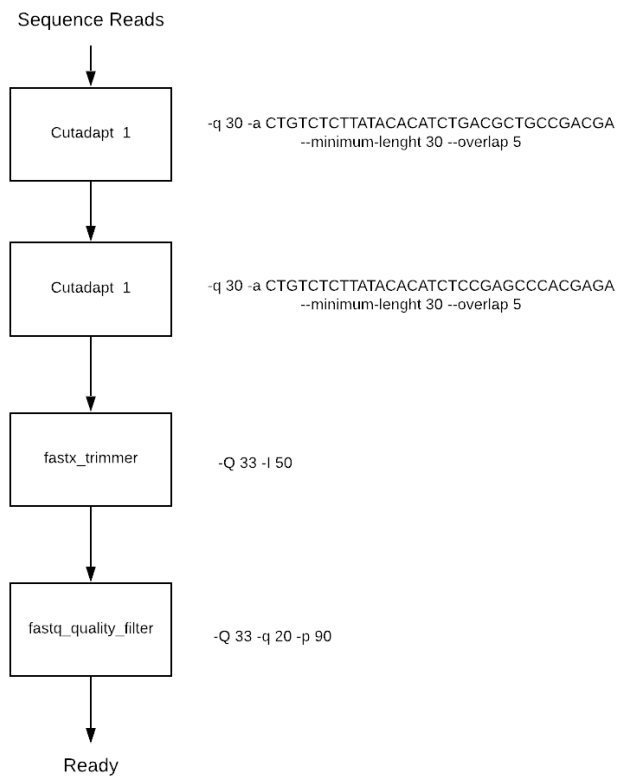 Sequence Reads
Cutadapt 1
-q 30 -a CTGTCTCTTATACACATCTGACGCTGCCGACGA
--minimum-lenght 30 --overlap 5
Cutadapt 1
-q 30 -a CTGTCTCTTATACACATCTCCGAGCCCACGAGA
--minimum-lenght 30 --overlap 5
fastx_trimmer
-Q 33 -l 50
fastq_quality_filter
-Q 33 -q 20 -p 90
Ready